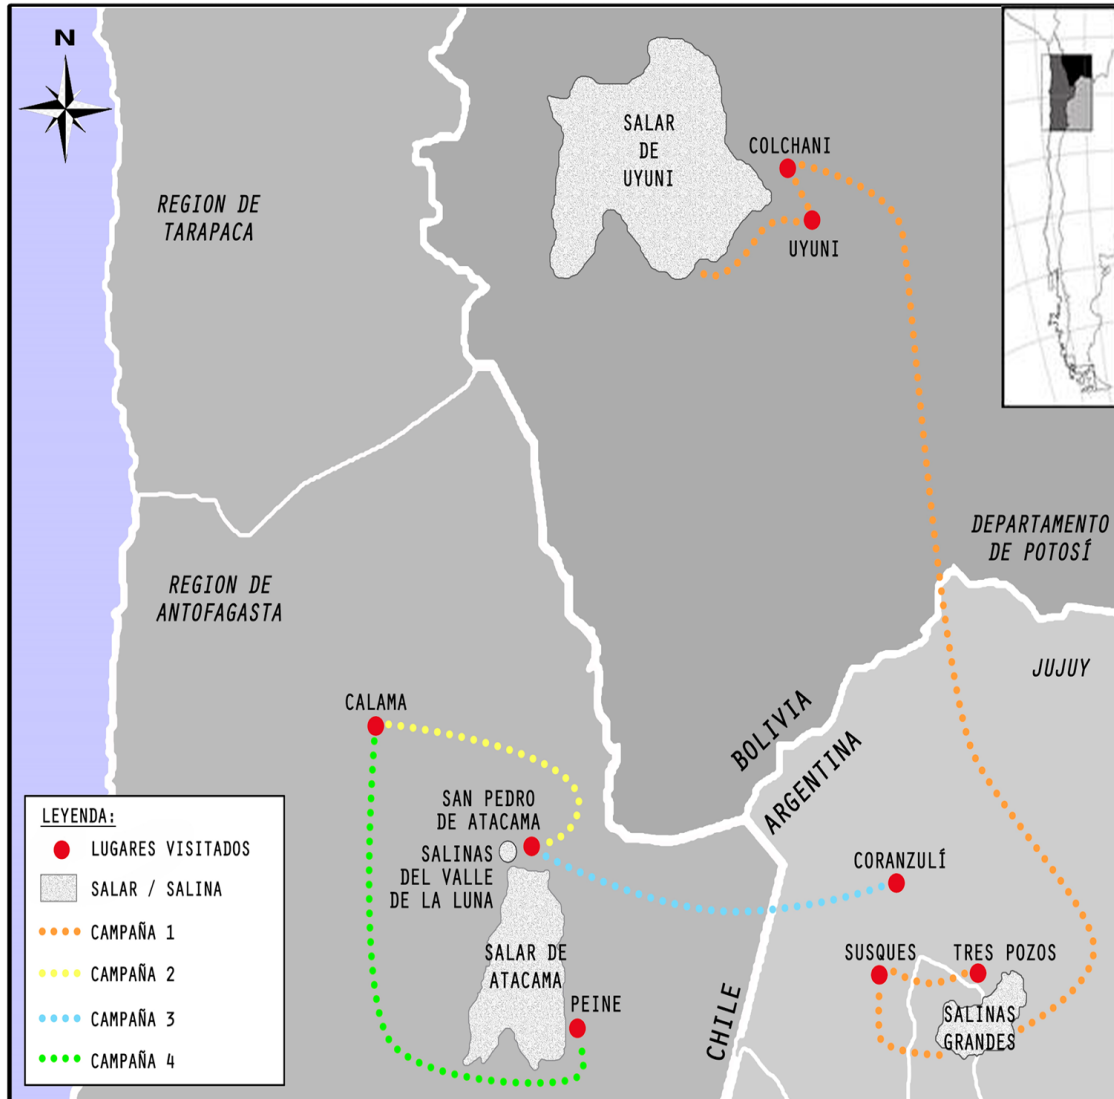 N
SALAR
DE
UYUNI
COLCHANI
UYUNI
REGION DE
TARAPACA
DEPARTAMENTO
DE POTOSÍ
REGION DE
ANTOFAGASTA
JUJUY
CALAMA
BOLIVIA
ARGENTINA
SAN PEDRO
DE ATACAMA
SALINAS
DEL VALLE
DE LA LUNA
CORANZULÍ
SALAR DE
ATACAMA
PEINE
CHILE
SUSQUES
TRES POZOS
SALINAS
GRANDES
LEYENDA:
LUGARES VISITADOS
SALAR / SALINA
CAMPAÑA 1
CAMPAÑA 2
CAMPAÑA 3
CAMPAÑA 4